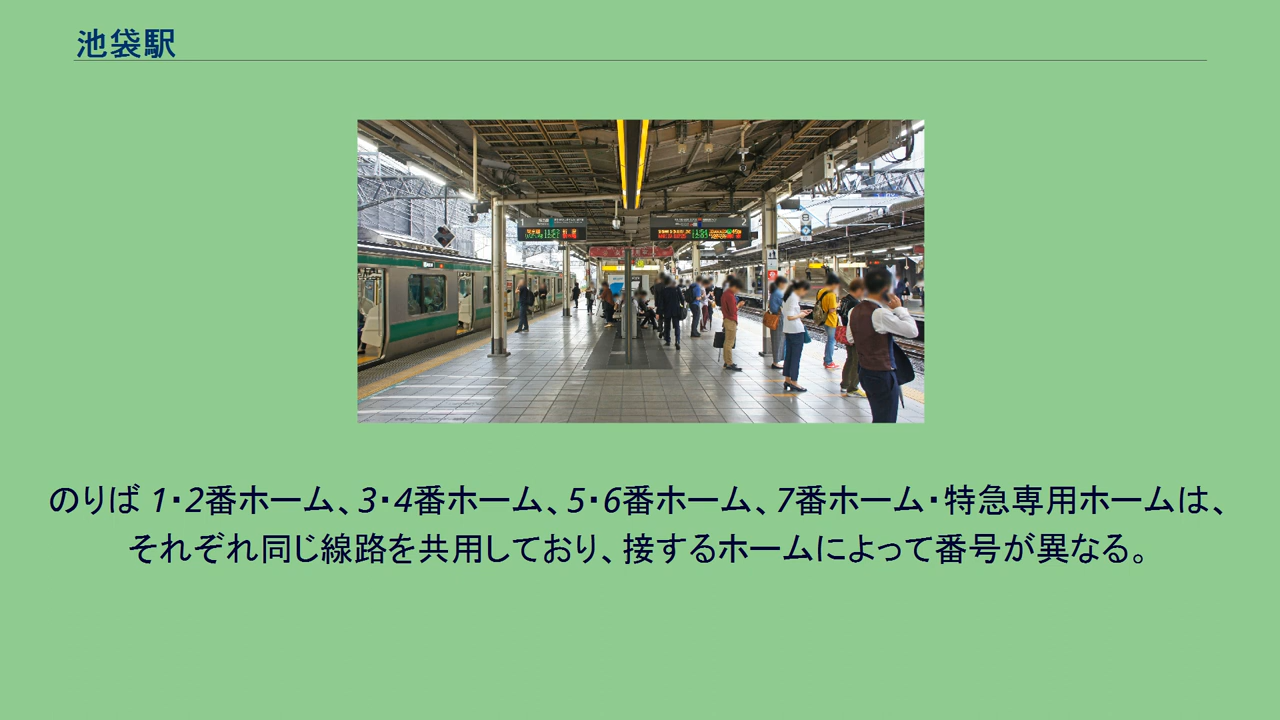 池袋駅
1
2
のりば 1・2番ホーム、3・4番ホーム、5・6番ホーム、7番ホーム・特急専用ホームは、
それぞれ同じ線路を共用しており、接するホームによって番号が異なる。